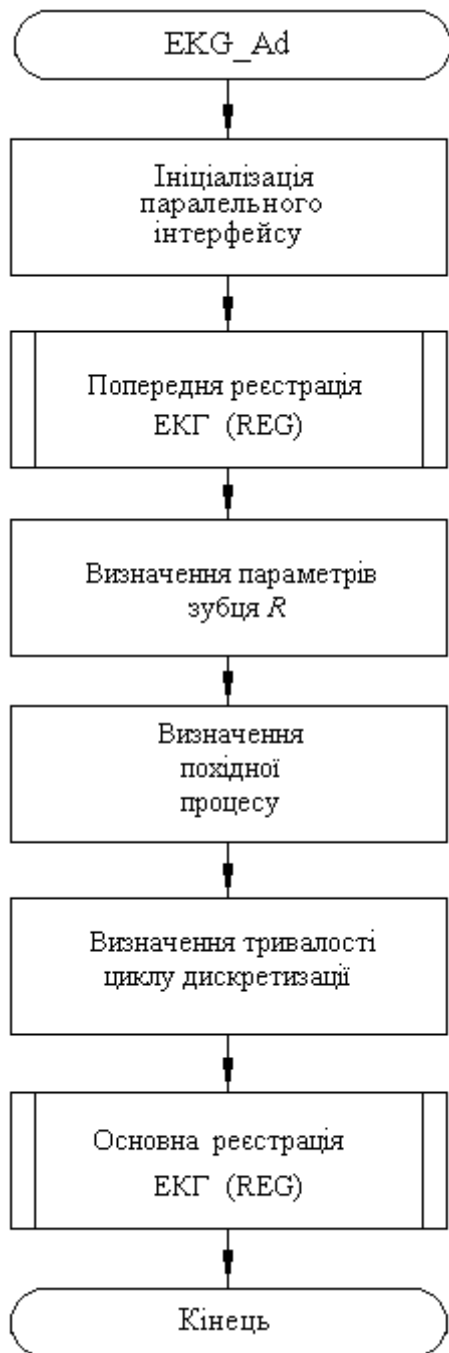 EKG_Ad
Ініціалізація
паралельного
інтерфейсу
Попередня реєстрація
ЕКГ (REG)
Визначення параметрів
зубця R
Визначення
похідної
процесу
Визначення тривалості
циклу дискретизації
Основна реєстрація
ЕКГ (REG)
Кінець